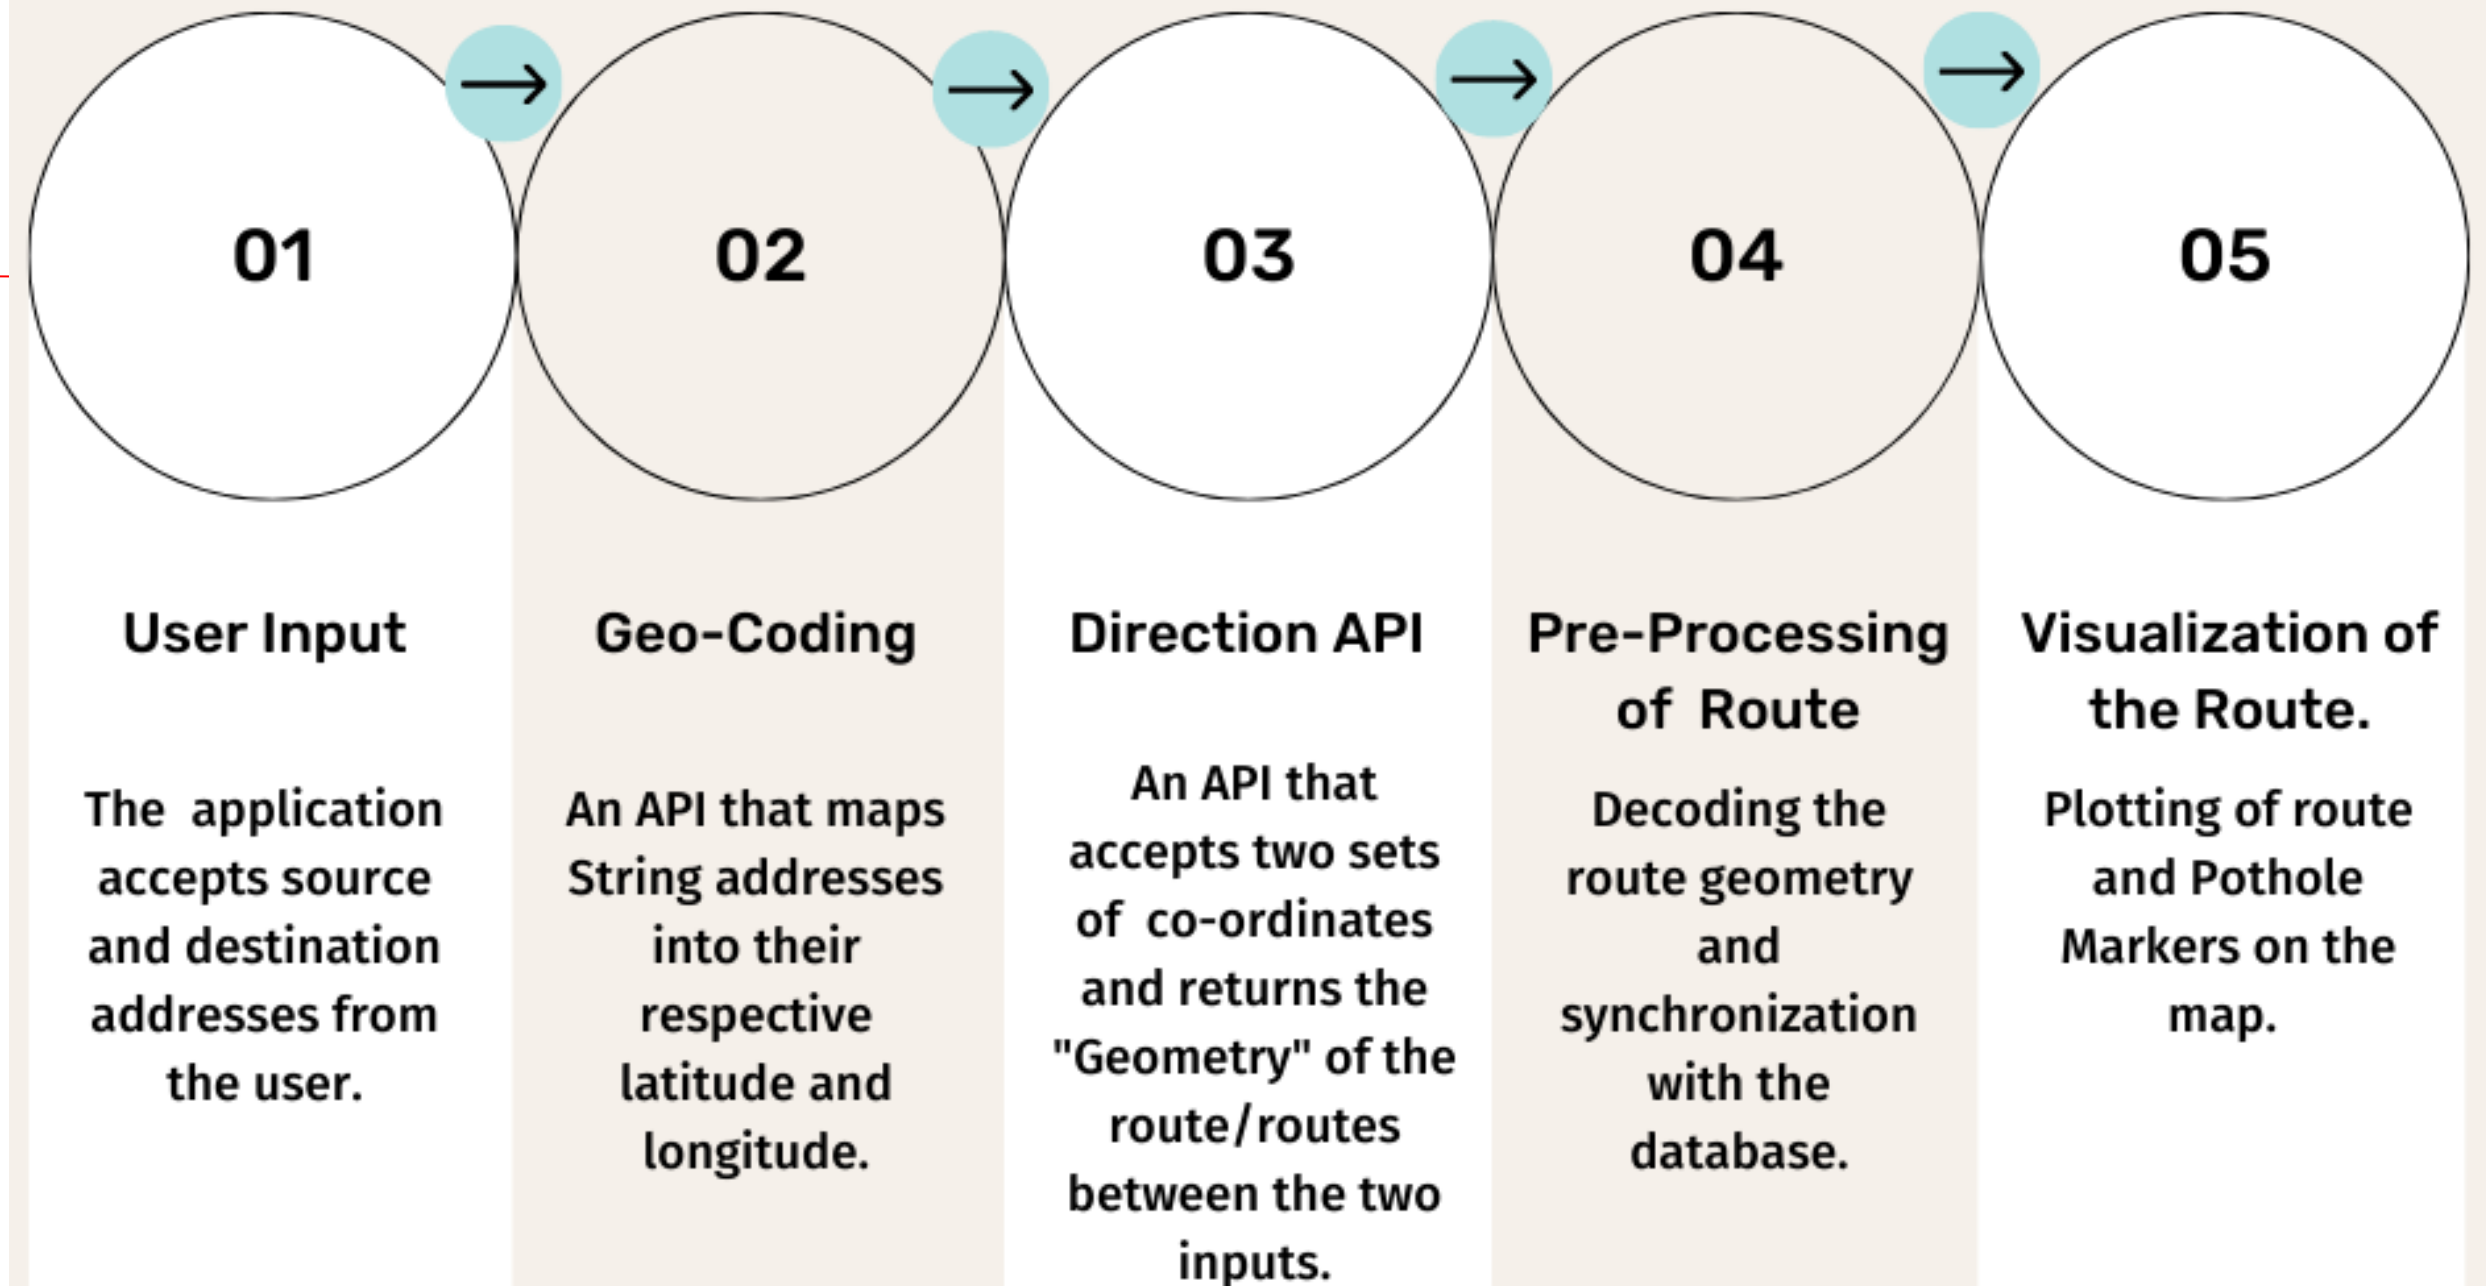 01
02
03
04
05
User Input
The application
accepts source
and destination
addresses from
the user.
Geo-Coding
An API that maps
String addresses
into their
respective
latitude and
longitude.
Direction API
An API that
accepts two sets
of co-ordinates
and returns the
"Geometry" of the
route/routes
between the two
inputs.
Pre-Processing
of Route
Decoding the
route geometry
and
synchronization
with the
database.
Visualization of
the Route.
Plotting of route
and Pothole
Markers on the
map.